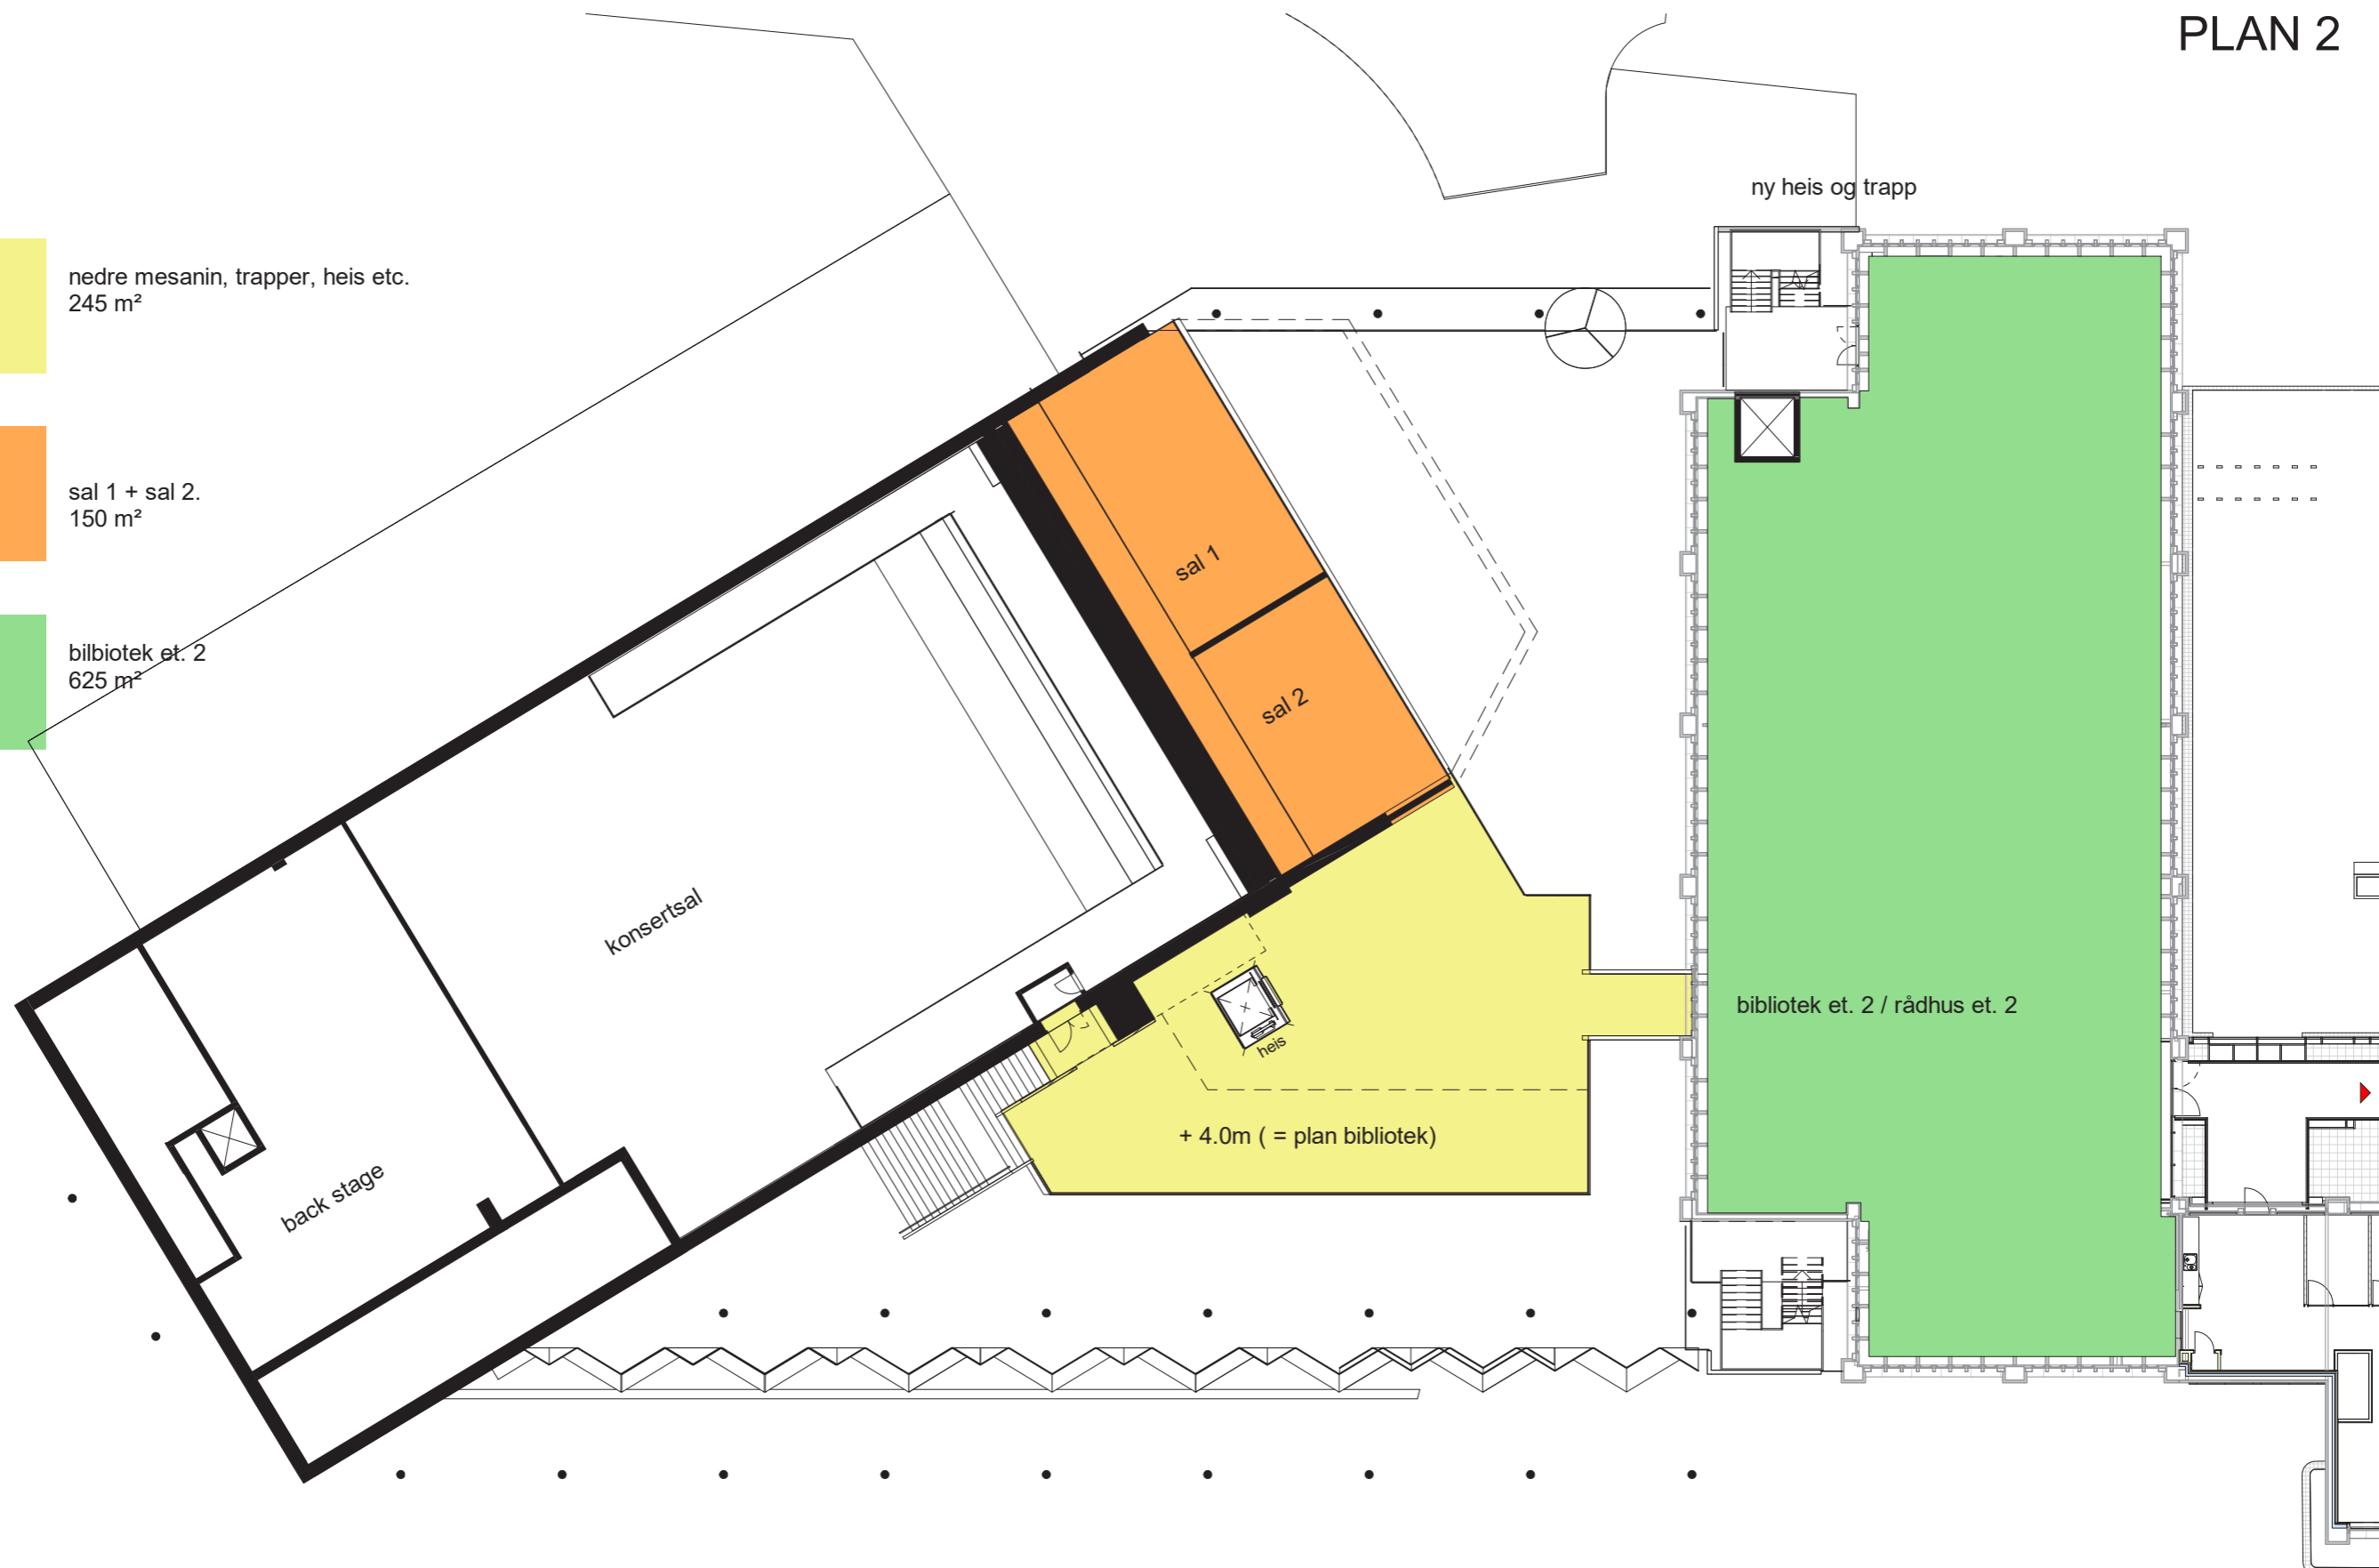 PLAN 2
ny heis og trapp
nedre mesanin, trapper, heis etc.
245 m²
sal 1 + sal 2.
150 m²
bilbiotek et. 2
625 m²
sal 1
sal 2
konsertsal
bibliotek et. 2 / rådhus et. 2
heis
+ 4.0m ( = plan bibliotek)
back stage